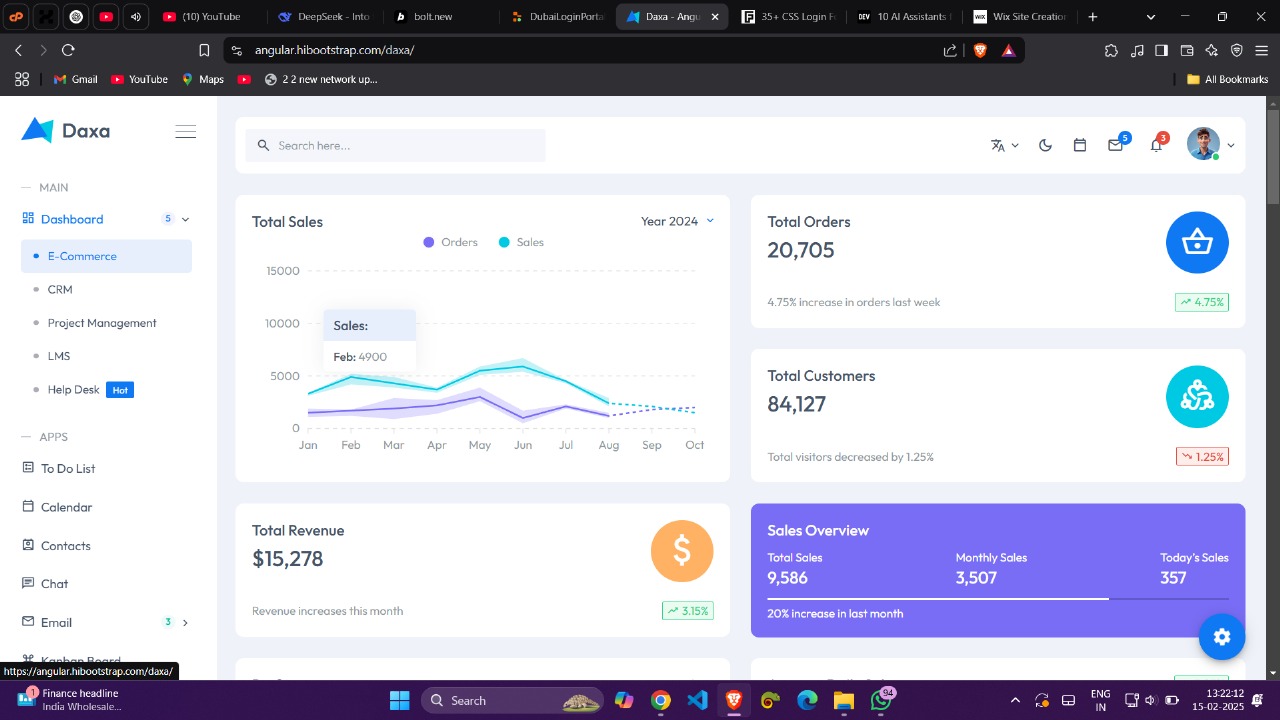 (10) YouTube
DeepSeek - Into
bolt.new
DubaiLoginPorta
Daxa - Angu
35+ CSS Login F
DEV 10 AI Assistants
WiX Wix Site Creation
angular.hibootstrap.com/daxa/
Gmail YouTube Maps 2 2 new network up... All Bookmarks
Daxa
Search here...
5
3
MAIN
Dashboard 5
E-Commerce
CRM
Project Management
LMS
Help Desk Hot
APPS
To Do List
Calendar
Contacts
Chat
Email 3
Kanban Board
Total Sales
Year 2024
Orders Sales
15000
10000
5000
0
Sales:
Feb: 4900
Jan Feb Mar Apr May Jun Jul Aug Sep Oct
Total Orders
20,705
4.75% increase in orders last week
4.75%
Total Customers
84,127
Total visitors decreased by 1.25%
1.25%
Total Revenue
$15,278
$
Revenue increases this month
3.15%
Sales Overview
Total Sales Monthly Sales Today's Sales
9,586 3,507 357
20% increase in last month
https://angular.hibootstrap.com/daxa/
1
Finance headline
India Wholesale...
Search
94
ENG
IN
13:22:12
15-02-2025